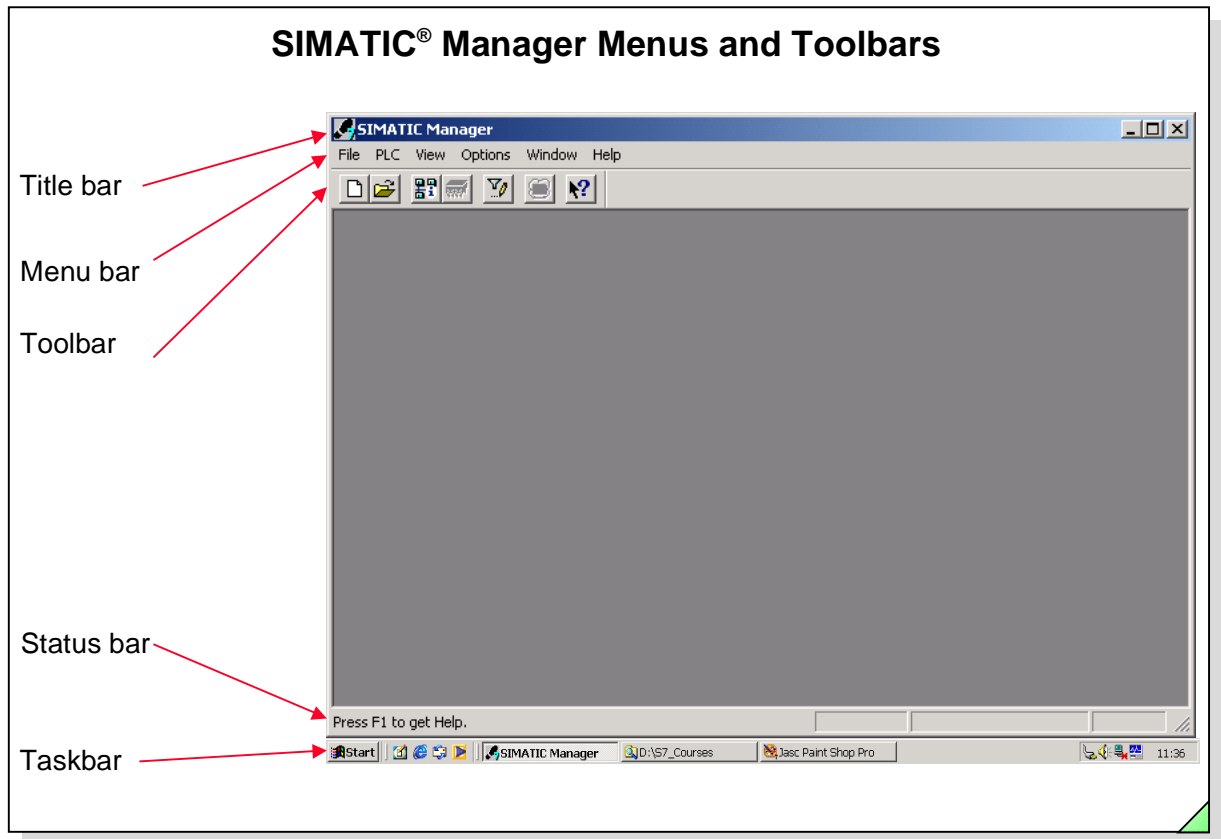 SIMATIC® Manager Menus and Toolbars
SIMATIC Manager
File PLC View Options Window Help
Title bar
Menu bar
Toolbar
Status bar
Press F1 to get Help.
Taskbar
Start SIMATIC Manager D:\S7_Courses Jasc Paint Shop Pro 11:36